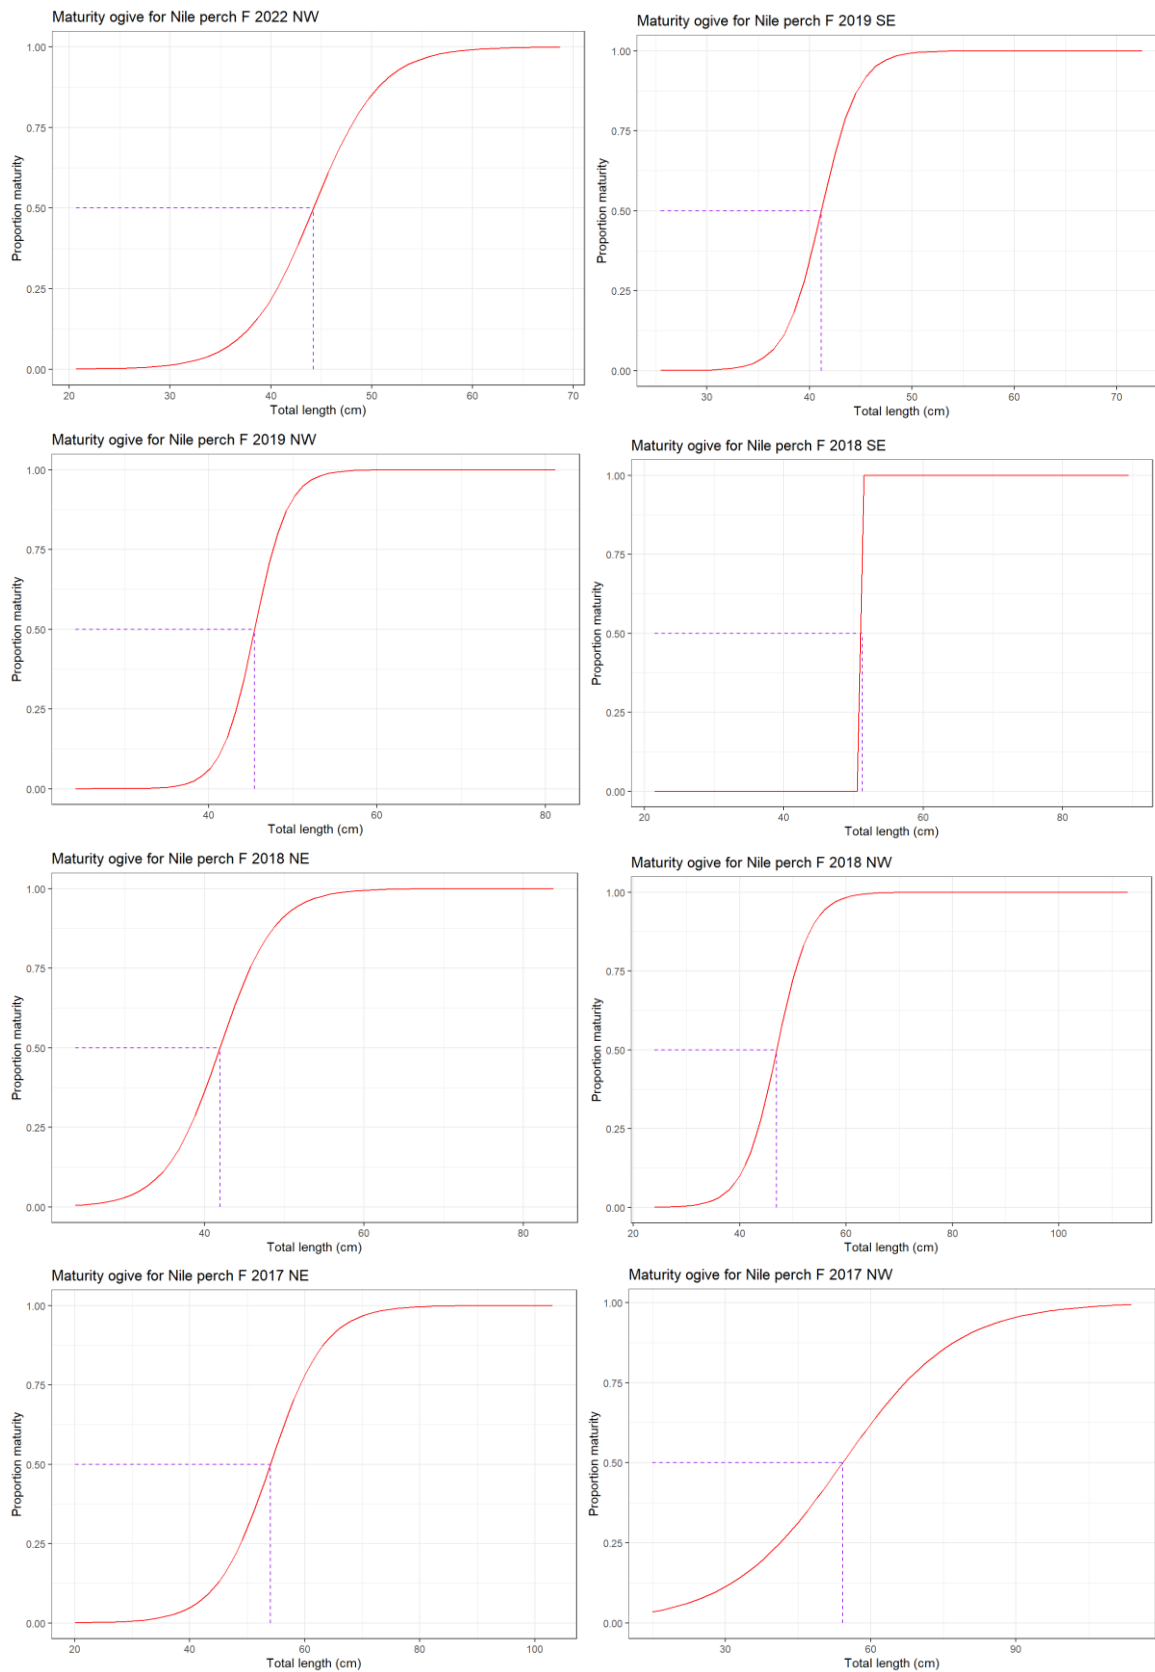 Maturity ogive for Nile perch F 2022 NW
Proportion maturity
1.00
0.75
0.50
0.25
0.00
20 30 40 50 60 70
Total length (cm)
Maturity ogive for Nile perch F 2019 SE
Proportion maturity
1.00
0.75
0.50
0.25
0.00
30 40 50 60 70
Total length (cm)
Maturity ogive for Nile perch F 2019 NW
Proportion maturity
1.00
0.75
0.50
0.25
0.00
40 60 80
Total length (cm)
Maturity ogive for Nile perch F 2018 SE
Proportion maturity
1.00
0.75
0.50
0.25
0.00
20 40 60 80
Total length (cm)
Maturity ogive for Nile perch F 2018 NE
Proportion maturity
1.00
0.75
0.50
0.25
0.00
40 60 80
Total length (cm)
Maturity ogive for Nile perch F 2018 NW
Proportion maturity
1.00
0.75
0.50
0.25
0.00
20 40 60 80 100
Total length (cm)
Maturity ogive for Nile perch F 2017 NE
Proportion maturity
1.00
0.75
0.50
0.25
0.00
20 40 60 80 100
Total length (cm)
Maturity ogive for Nile perch F 2017 NW
Proportion maturity
1.00
0.75
0.50
0.25
0.00
30 60 90
Total length (cm)